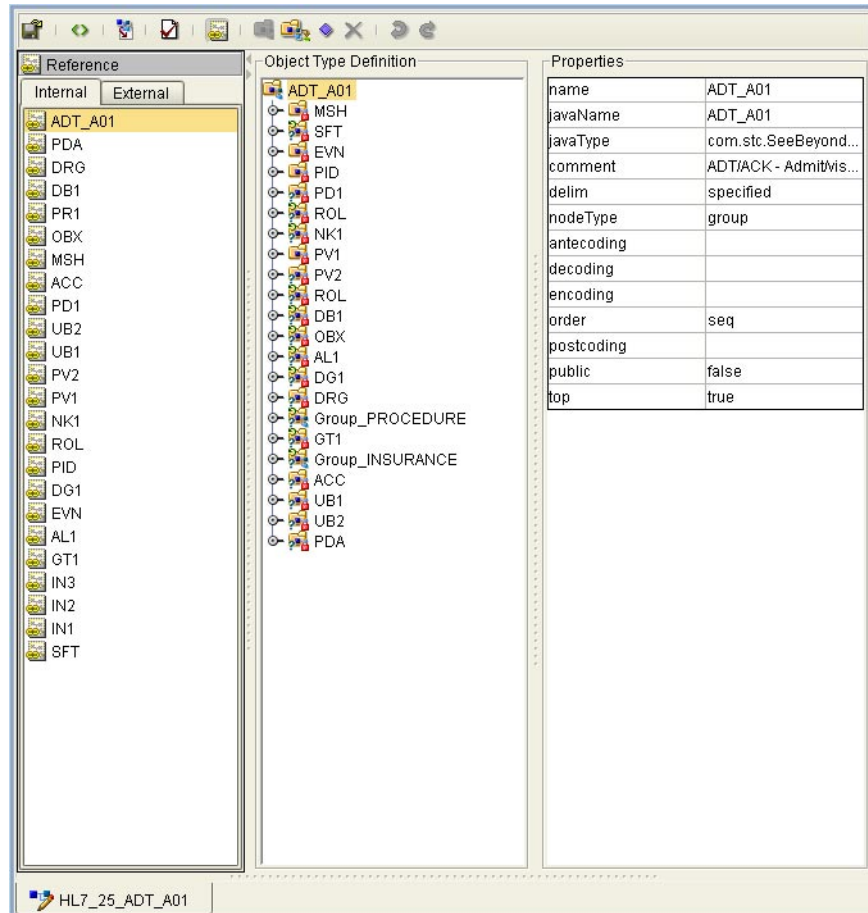 Reference
Internal External
ADT_A01
PDA
DRG
DB1
PR1
OBX
MSH
ACC
PD1
UB2
UB1
PV2
PV1
NK1
ROL
PID
DG1
EVN
AL1
GT1
IN3
IN2
IN1
SFT
Object Type Definition
ADT_A01
MSH
SFT
EVN
PID
PD1
ROL
NK1
PV1
PV2
ROL
DB1
OBX
AL1
DG1
DRG
Group_PROCEDURE
GT1
Group_INSURANCE
ACC
UB1
UB2
PDA
Properties
name ADT_A01
javaName ADT_A01
javaType com.stc.SeeBeyond...
comment ADT/ACK - Admit/vis...
delim specified
nodeType group
antecoding
decoding
encoding
order seq
postcoding
public false
top true
HL7_25_ADT_A01